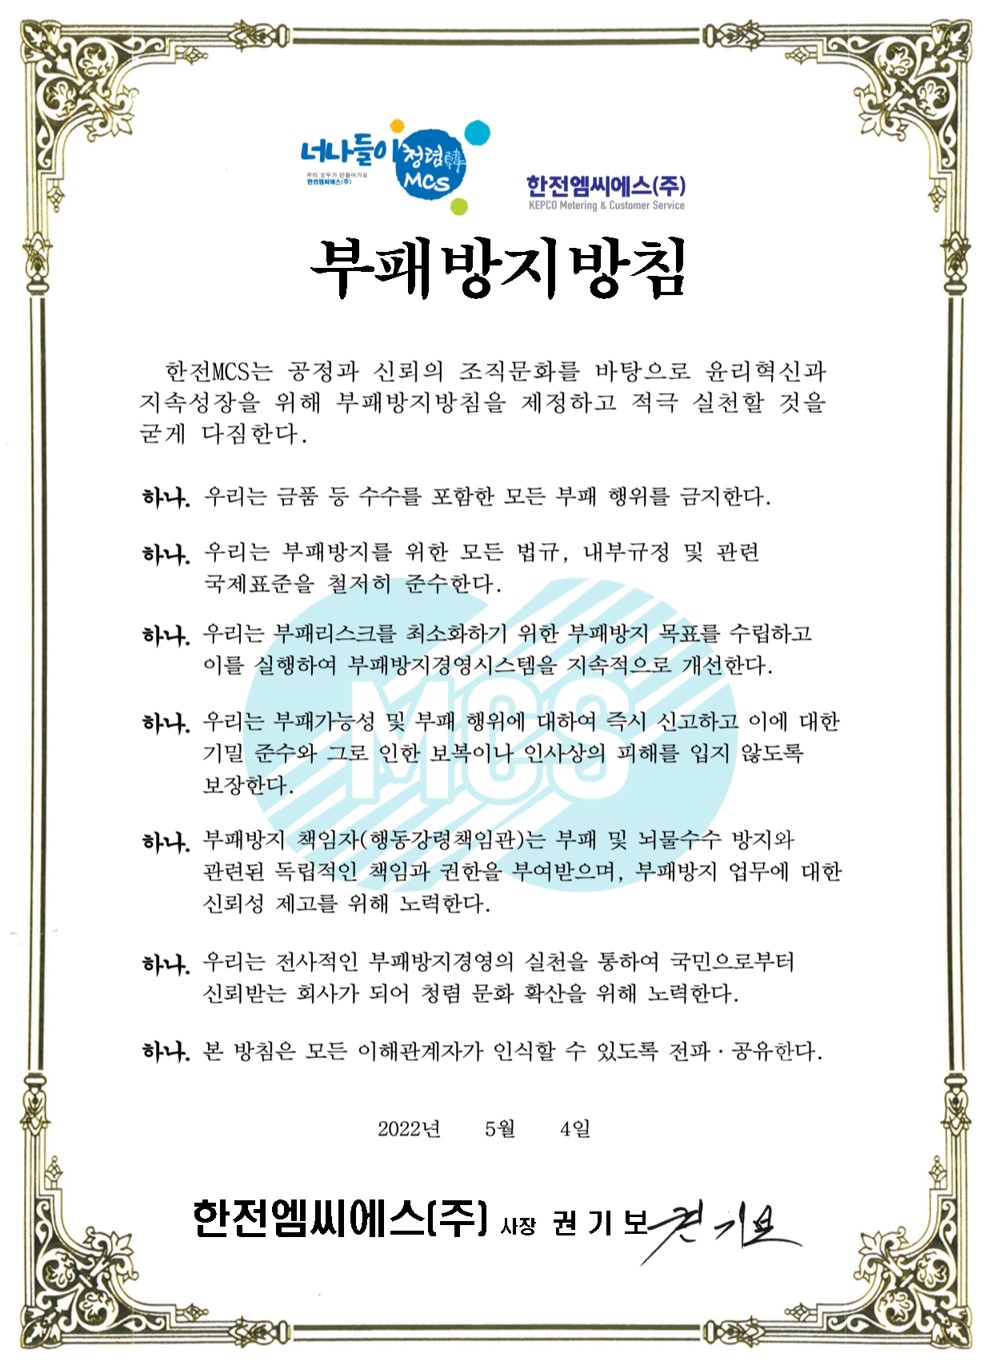 너나들이 청렴韓 MCS
우리 모두가 만들어가요
한전엠씨에스(주)
한전엠씨에스(주)
KEPCO Metering & Customer Service
부패방지방침
한전MCS는 공정과 신뢰의 조직문화를 바탕으로 윤리혁신과
지속성장을 위해 부패방지방침을 제정하고 적극 실천할 것을
굳게 다짐한다.
하나. 우리는 금품 등 수수를 포함한 모든 부패 행위를 금지한다.
하나. 우리는 부패방지를 위한 모든 법규, 내부규정 및 관련
국제표준을 철저히 준수한다.
하나. 우리는 부패리스크를 최소화하기 위한 부패방지 목표를 수립하고
이를 실행하여 부패방지경영시스템을 지속적으로 개선한다.
하나. 우리는 부패가능성 및 부패 행위에 대하여 즉시 신고하고 이에 대한
기밀 준수와 그로 인한 보복이나 인사상의 피해를 입지 않도록
보장한다.
하나. 부패방지 책임자(행동강령책임관)는 부패 및 뇌물수수 방지와
관련된 독립적인 책임과 권한을 부여받으며, 부패방지 업무에 대한
신뢰성 제고를 위해 노력한다.
하나. 우리는 전사적인 부패방지경영의 실천을 통하여 국민으로부터
신뢰받는 회사가 되어 청렴 문화 확산을 위해 노력한다.
하나. 본 방침은 모든 이해관계자가 인식할 수 있도록 전파·공유한다.
MCS
2022년 5월 4일
한전엠씨에스(주) 사장 권 기 보 권기보